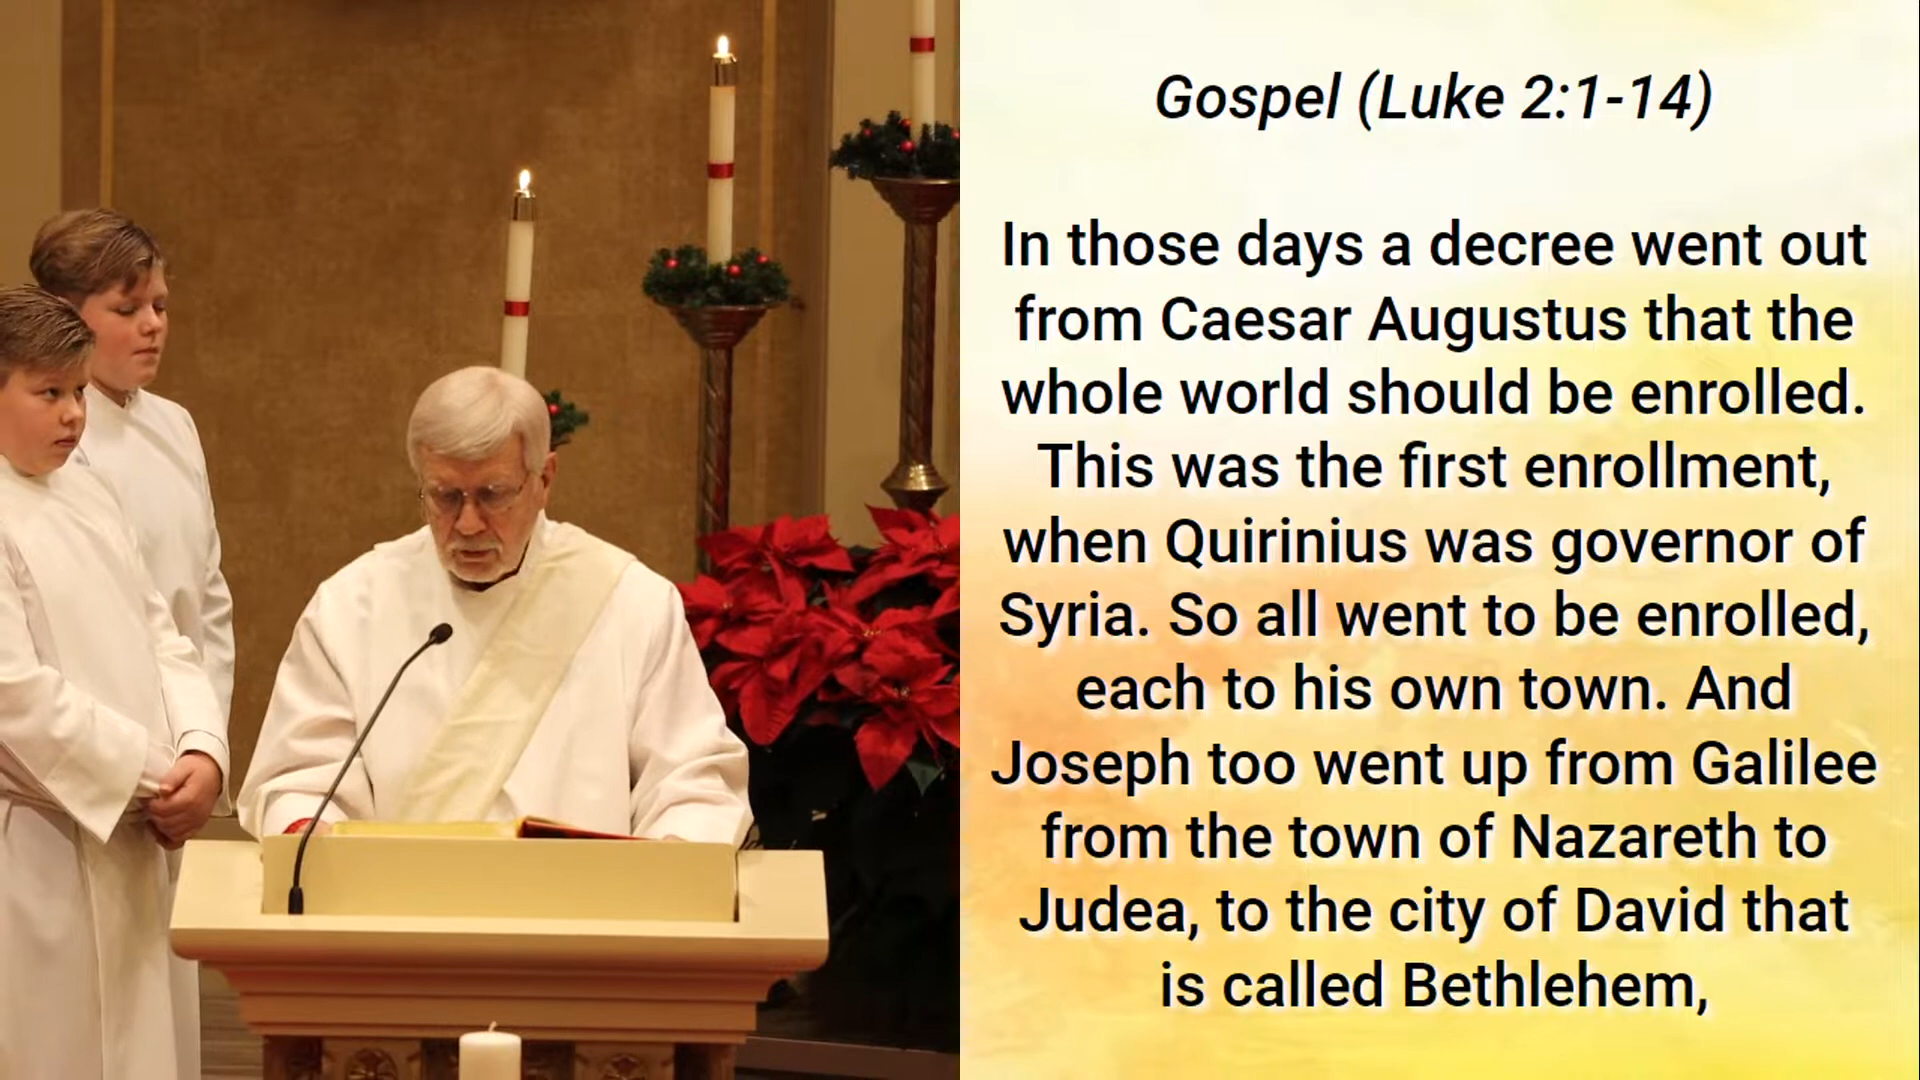 Gospel (Luke 2:1-14)
In those days a decree went out
from Caesar Augustus that the
whole world should be enrolled.
This was the first enrollment,
when Quirinius was governor of
Syria. So all went to be enrolled,
each to his own town. And
Joseph too went up from Galilee
from the town of Nazareth to
Judea, to the city of David that
is called Bethlehem,